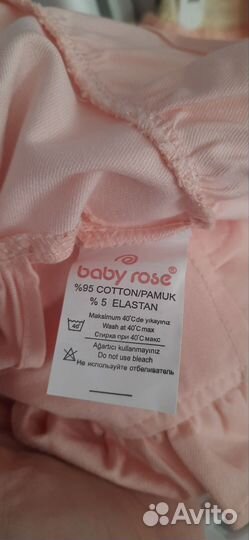 baby rose®
%95 COTTON/PAMUK
% 5 ELASTAN
Maksimum 40°C de yıkayınız
40°
Wash at 40°C max
Стирка при 40°C макс
Ağartıcı kullanmayınız
Do not use bleach
Не используйте отбеливатель
Avito